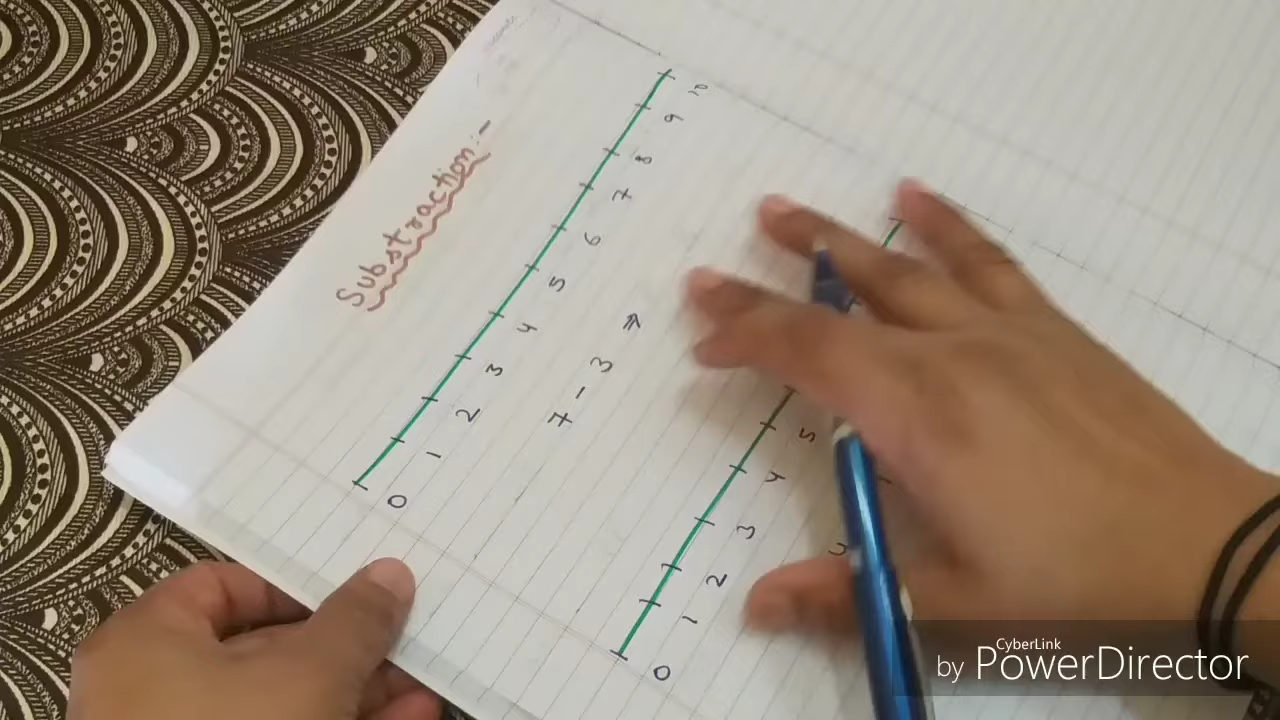 Substraction :-
0 1 2 3 4 5 6 7 8 9 10
7 - 3 ⇒
0 1 2 3 4 5
4
CyberLink
by PowerDirector